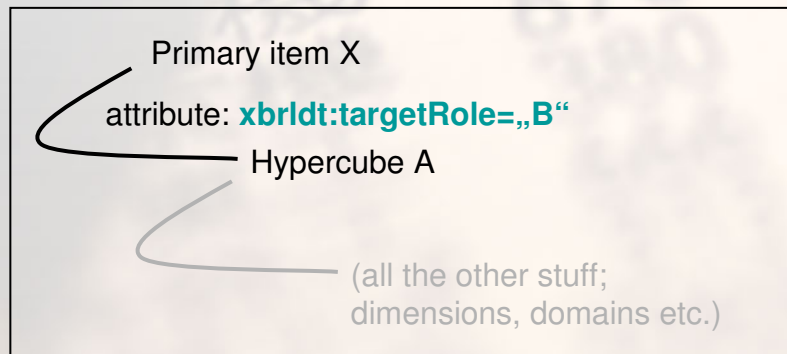 Primary item X
attribute: xbrldt:targetRole=„B“
Hypercube A
(all the other stuff;
dimensions, domains etc.)